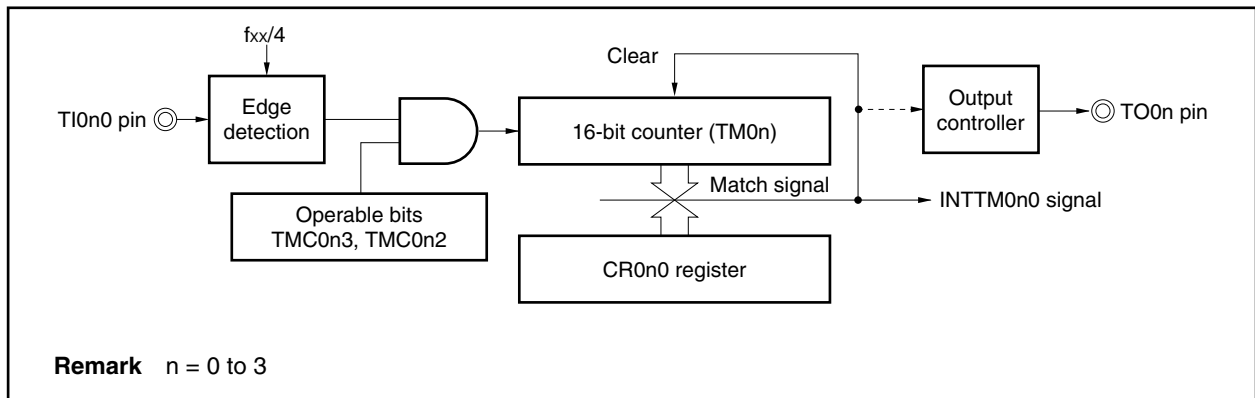 fxx/4
Clear
TI0n0 pin
Edge
detection
16-bit counter (TM0n)
Output
controller
TO0n pin
Match signal
INTTM0n0 signal
Operable bits
TMC0n3, TMC0n2
CR0n0 register
Remark n = 0 to 3